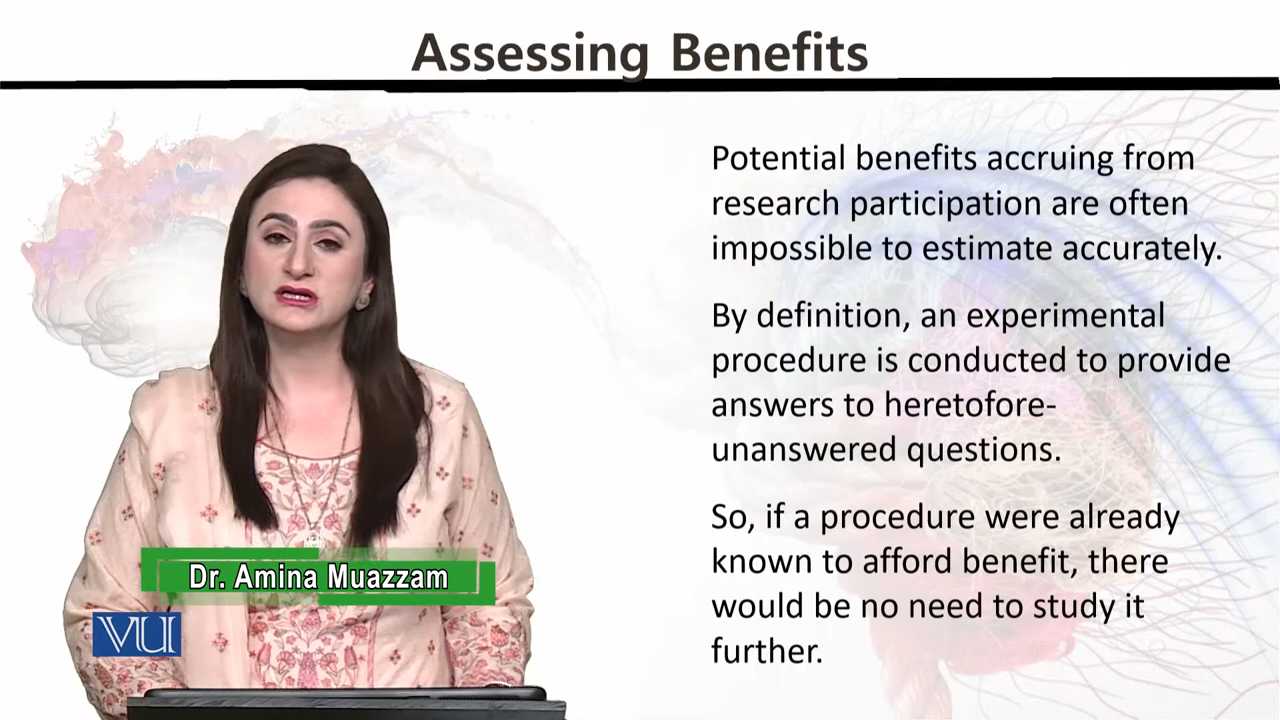 Assessing Benefits
Potential benefits accruing from
research participation are often
impossible to estimate accurately.
By definition, an experimental
procedure is conducted to provide
answers to heretofore-
unanswered questions.
So, if a procedure were already
known to afford benefit, there
would be no need to study it
further.
Dr. Amina Muazzam
VU